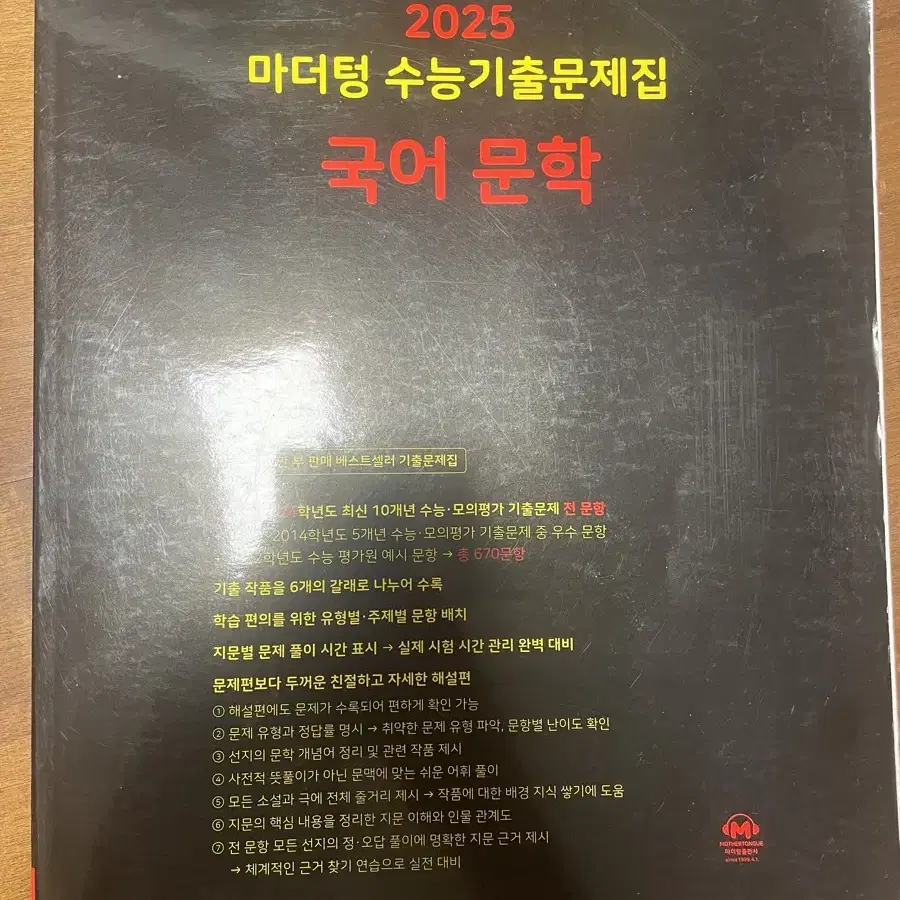 2025
마더텅 수능기출문제집
국어 문학
부 판매 베스트셀러 기출문제집
학년도 최신 10개년 수능·모의평가 기출문제 전 문항
2014학년도 5개년 수능·모의평가 기출문제 중 우수 문항
학년도 수능 평가원 예시 문항 → 총 670문항
기출 작품을 6개의 갈래로 나누어 수록
학습 편의를 위한 유형별·주제별 문항 배치
지문별 문제 풀이 시간 표시 → 실제 시험 시간 관리 완벽 대비
문제편보다 두꺼운 친절하고 자세한 해설편
① 해설편에도 문제가 수록되어 편하게 확인 가능
② 문제 유형과 정답률 명시 → 취약한 문제 유형 파악, 문항별 난이도 확인
③ 선지의 문학 개념어 정리 및 관련 작품 제시
④ 사전적 뜻풀이가 아닌 문맥에 맞는 쉬운 어휘 풀이
⑤ 모든 소설과 극에 전체 줄거리 제시 → 작품에 대한 배경 지식 쌓기에 도움
⑥ 지문의 핵심 내용을 정리한 지문 이해와 인물 관계도
⑦ 전 문항 모든 선지의 정·오답 풀이에 명확한 지문 근거 제시
→ 체계적인 근거 찾기 연습으로 실전 대비
M
MOTHERTONGUE
마더텅출판사
since 1999.4.1.